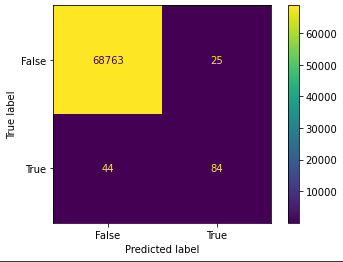 False
68763
25
True
44
84
False
True
Predicted label
True label
60000
50000
40000
30000
20000
10000